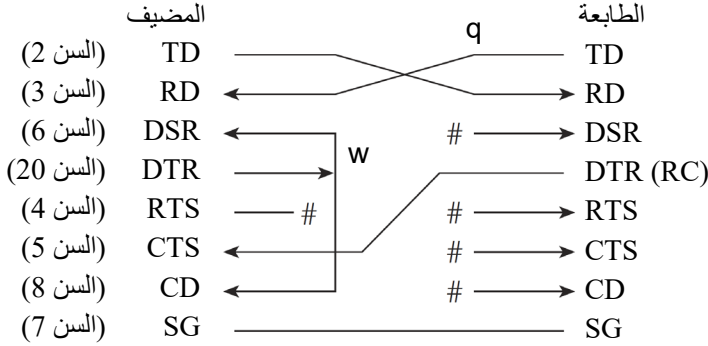 المضيف الطابعة
q
(السن 2) TD TD
(السن 3) RD RD
(السن 6) DSR # DSR
w
(السن 20) DTR DTR (RC)
(السن 4) RTS # # RTS
(السن 5) CTS # CTS
(السن 8) CD # CD
(السن 7) SG SG